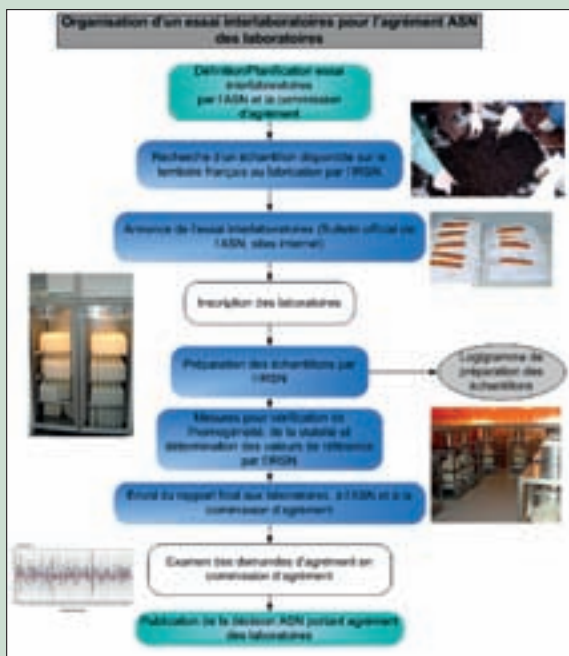 Organisation d'un essai interlaboratoires pour l'agrément ASN
des laboratoires
Définition/Planification essai
interlaboratoires
par l'ASN et la commission
d'agrément
Recherche d'un échantillon disponible sur le
territoire français ou fabrication par l'IRSN
Annonce de l'essai interlaboratoires (Bulletin officiel de
l'ASN, sites internet)
Inscription des laboratoires
Préparation des échantillons par
l'IRSN
Logigramme de
préparation des
échantillons
Mesures pour vérification de
l'homogénéité, de la stabilité et
détermination des valeurs de référence
par l'IRSN
Envoi du rapport final aux laboratoires, à l'ASN et à la
commission d'agrément
Examen des demandes d'agrément en
commission d'agrément
Publication de la décision ASN portant agrément
des laboratoires